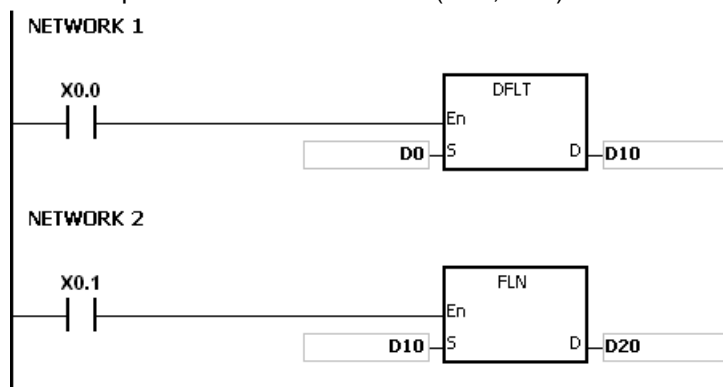 NETWORK 1
X0.0
DFLT
En
D0 S D D10
NETWORK 2
X0.1
FLN
En
D10 S D D20